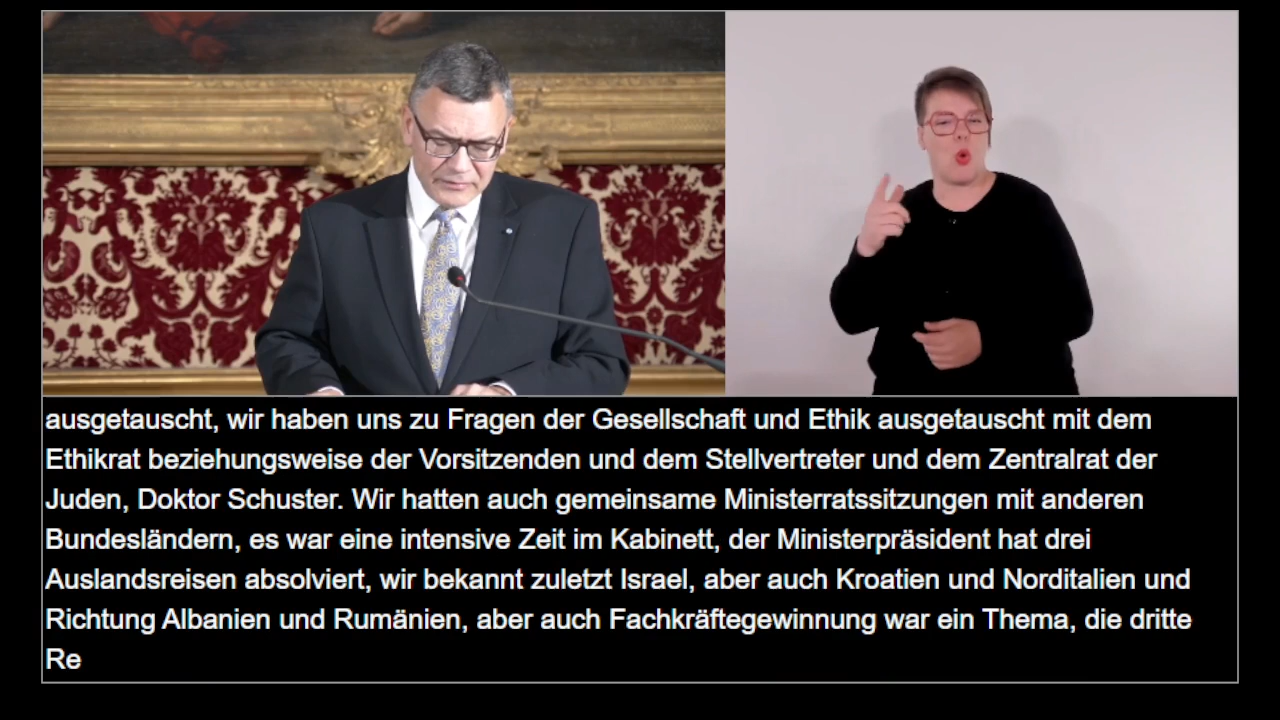 ausgetauscht, wir haben uns zu Fragen der Gesellschaft und Ethik ausgetauscht mit dem
Ethikrat beziehungsweise der Vorsitzenden und dem Stellvertreter und dem Zentralrat der
Juden, Doktor Schuster. Wir hatten auch gemeinsame Ministerratssitzungen mit anderen
Bundesländern, es war eine intensive Zeit im Kabinett, der Ministerpräsident hat drei
Auslandsreisen absolviert, wir bekannt zuletzt Israel, aber auch Kroatien und Norditalien und
Richtung Albanien und Rumänien, aber auch Fachkräftegewinnung war ein Thema, die dritte
Re